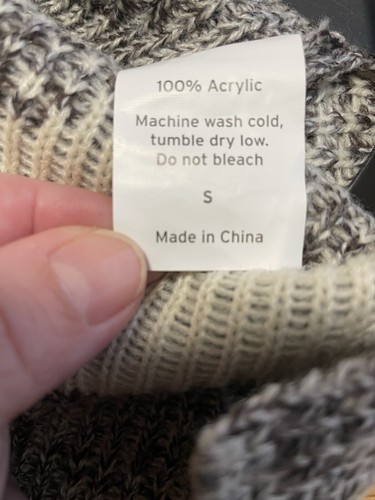 100% Acrylic
Machine wash cold,
tumble dry low.
Do not bleach
S
Made in China